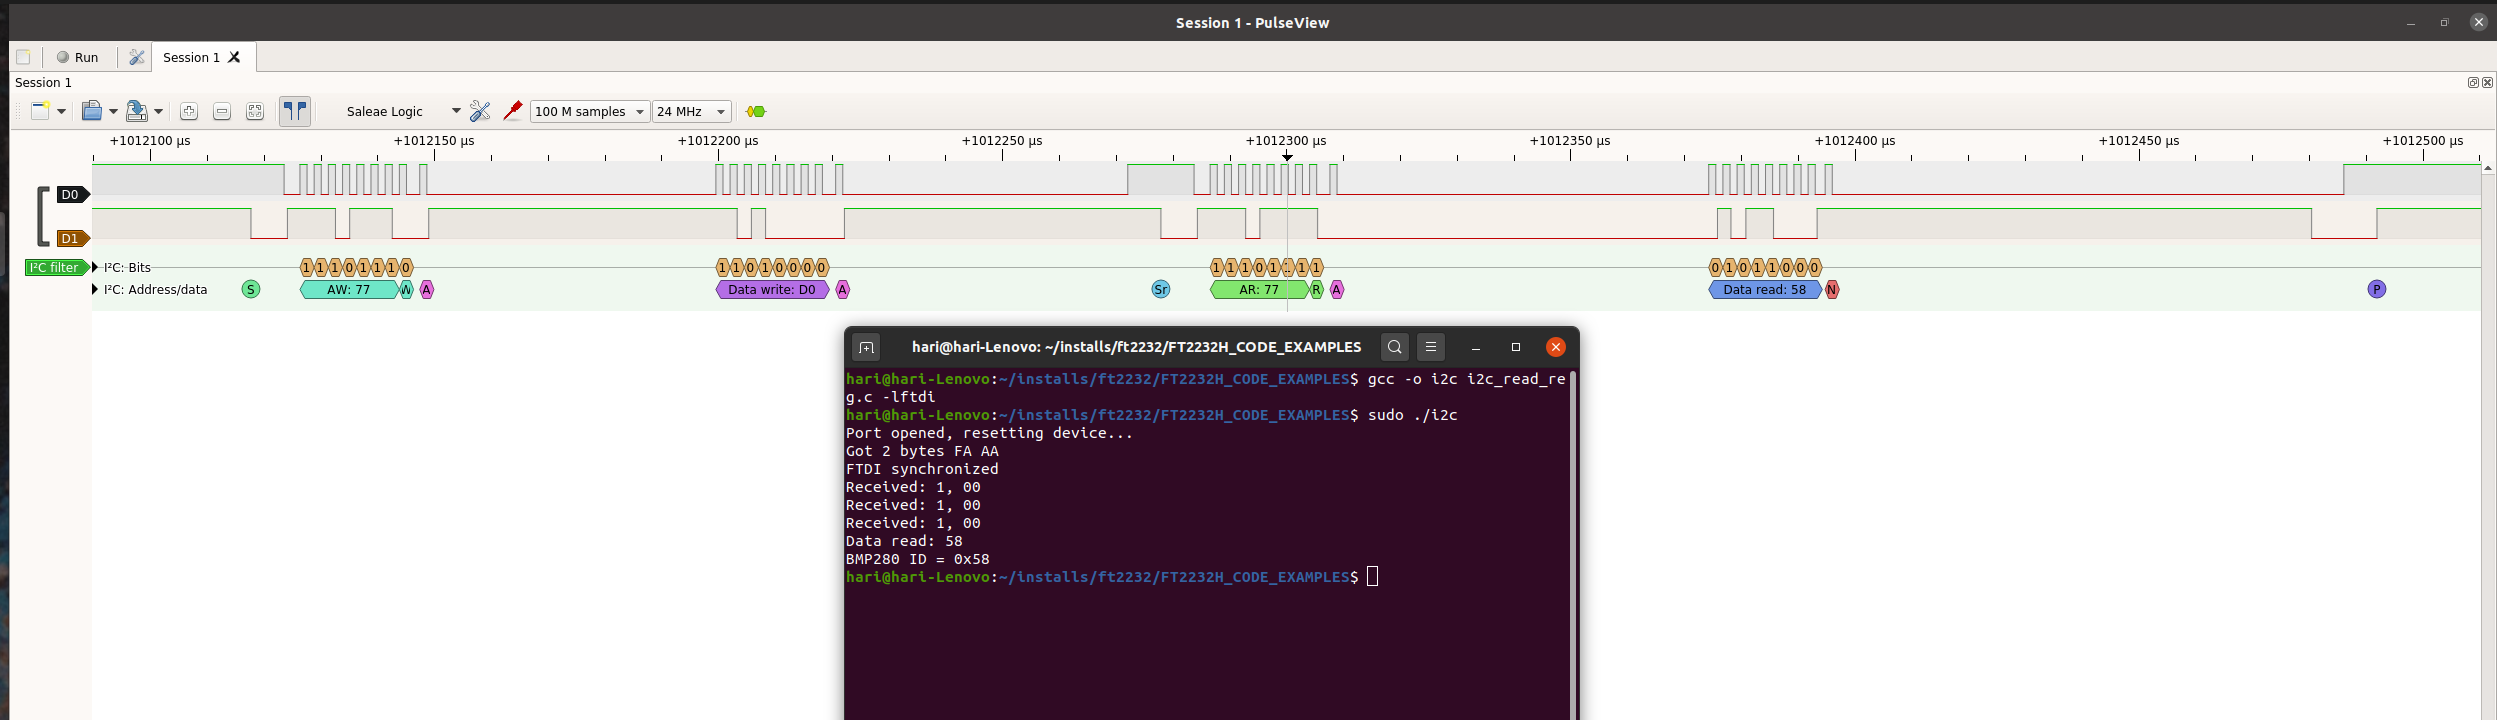 Session 1 - PulseView
Run
Session 1
Session 1
Saleae Logic
100 M samples
24 MHz
+1012100 µs +1012150 µs +1012200 µs +1012250 µs +1012300 µs +1012350 µs +1012400 µs +1012450 µs +1012500 µs
D0
D1
I²C filter
I²C: Bits
1 1 1 0 1 1 1 0 1 1 0 1 0 0 0 0 1 1 1 0 1 1 1 1 0 1 0 1 1 0 0 0
I²C: Address/data
S AW: 77 W A Data write: D0 A Sr AR: 77 R A Data read: 58 N P
hari@hari-Lenovo: ~/installs/ft2232/FT2232H_CODE_EXAMPLES
hari@hari-Lenovo:~/installs/ft2232/FT2232H_CODE_EXAMPLES$ gcc -o i2c i2c_read_re
g.c -lftdi
hari@hari-Lenovo:~/installs/ft2232/FT2232H_CODE_EXAMPLES$ sudo ./i2c
Port opened, resetting device...
Got 2 bytes FA AA
FTDI synchronized
Received: 1, 00
Received: 1, 00
Received: 1, 00
Data read: 58
BMP280 ID = 0x58
hari@hari-Lenovo:~/installs/ft2232/FT2232H_CODE_EXAMPLES$